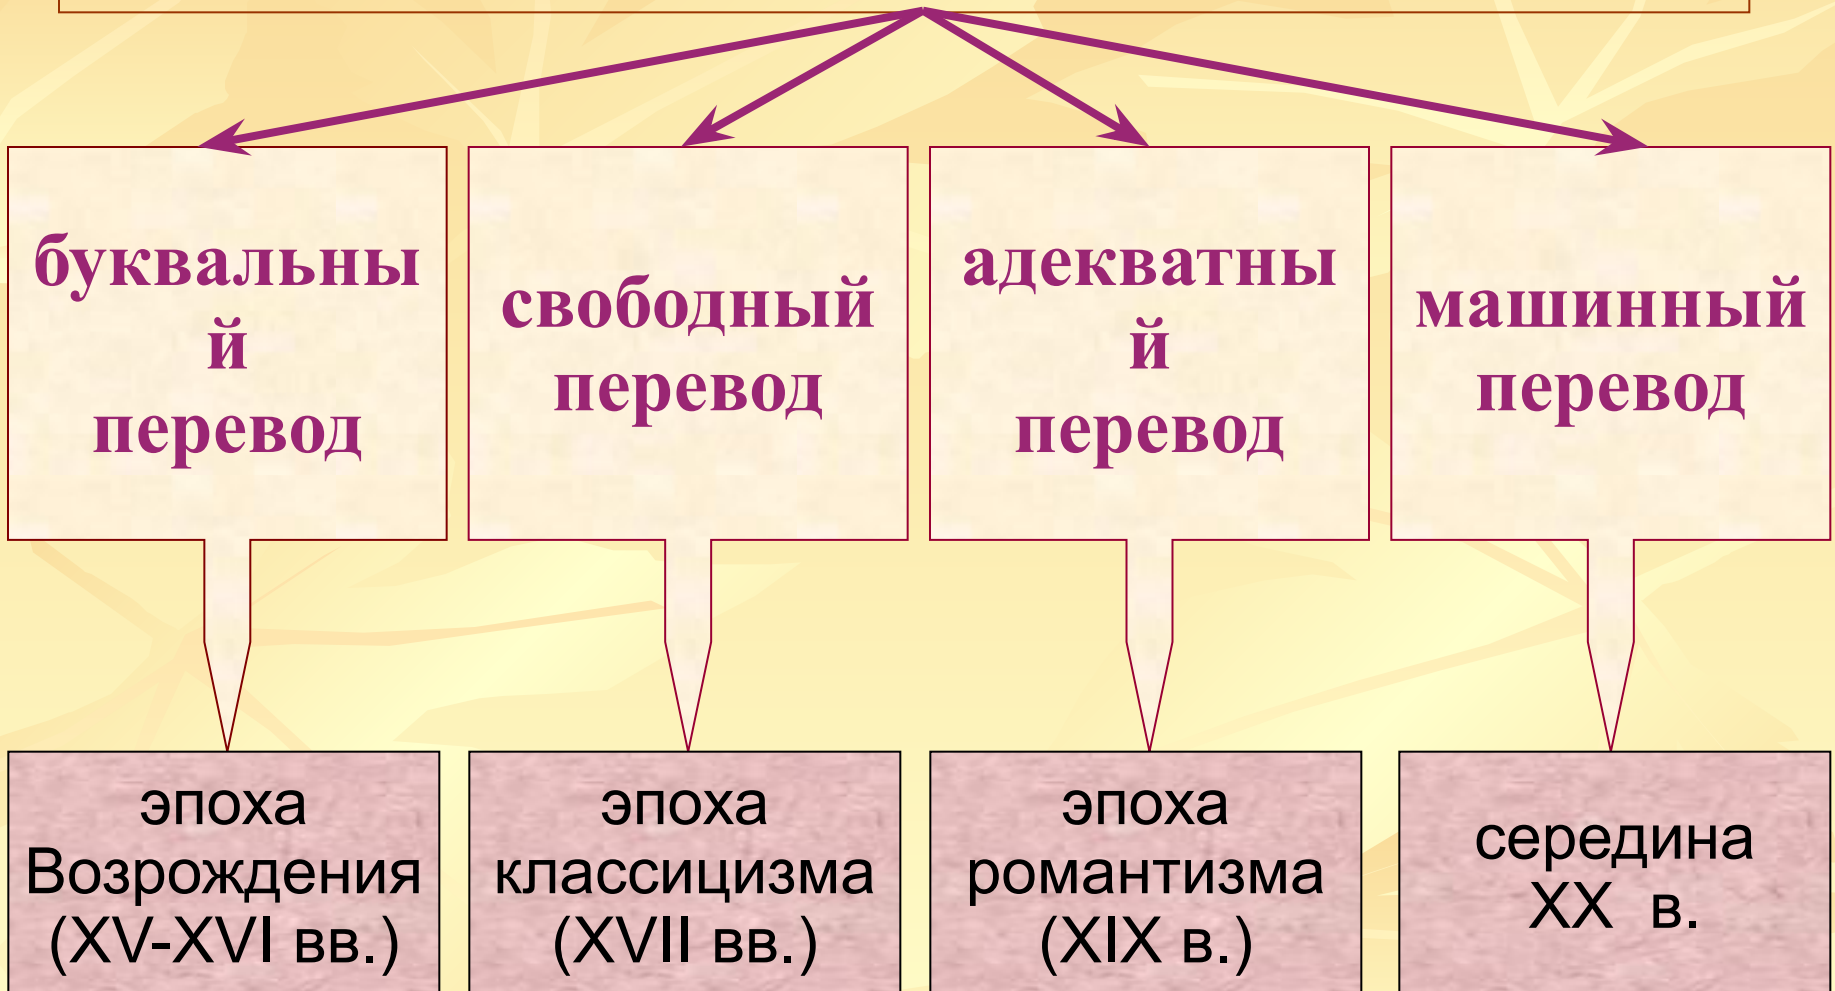 буквальны
й
перевод
свободный
перевод
адекватны
й
перевод
машинный
перевод
эпоха
Возрождения
(XV-XVI вв.)
эпоха
классицизма
(XVII вв.)
эпоха
романтизма
(XIX в.)
середина
XX в.